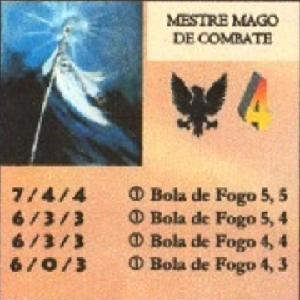 MESTRE MAGO
DE COMBATE
4
7/4/4 ① Bola de Fogo 5, 5
6/3/3 ① Bola de Fogo 5, 4
6/3/3 ① Bola de Fogo 4, 4
6/0/3 ① Bola de Fogo 4, 3